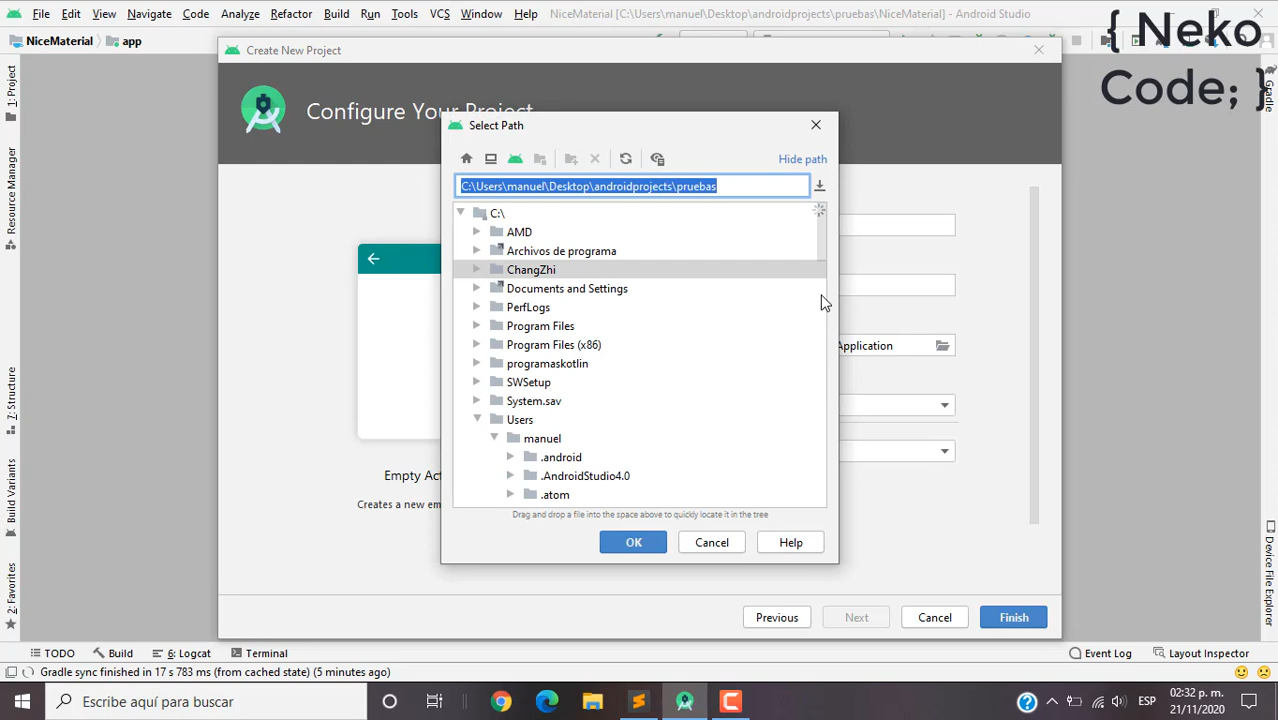 File Edit View Navigate Code Analyze Refactor Build Run Tools VCS Window Help NiceMaterial [C:\Users\manuel\Desktop\androidprojects\pruebas\NiceMaterial] - Android Studio
{ Neko
Code; }
NiceMaterial app
Create New Project
Configure Your Project
Select Path
Hide path
C:\Users\manuel\Desktop\androidprojects\pruebas
C:\
AMD
Archivos de programa
ChangZhi
Documents and Settings
PerfLogs
Program Files
Program Files (x86)
programaskotlin
SWSetup
System.sav
Users
manuel
.android
.AndroidStudio4.0
.atom
Drag and drop a file into the space above to quickly locate it in the tree
OK Cancel Help
Application
Empty Act
Creates a new em
Previous Next Cancel Finish
1: Project
Resource Manager
7: Structure
Build Variants
2: Favorites
Gradle
Device File Explorer
TODO Build 6: Logcat Terminal Event Log Layout Inspector
Gradle sync finished in 17 s 783 ms (from cached state) (5 minutes ago)
Escribe aquí para buscar
ESP
02:32 p. m.
21/11/2020